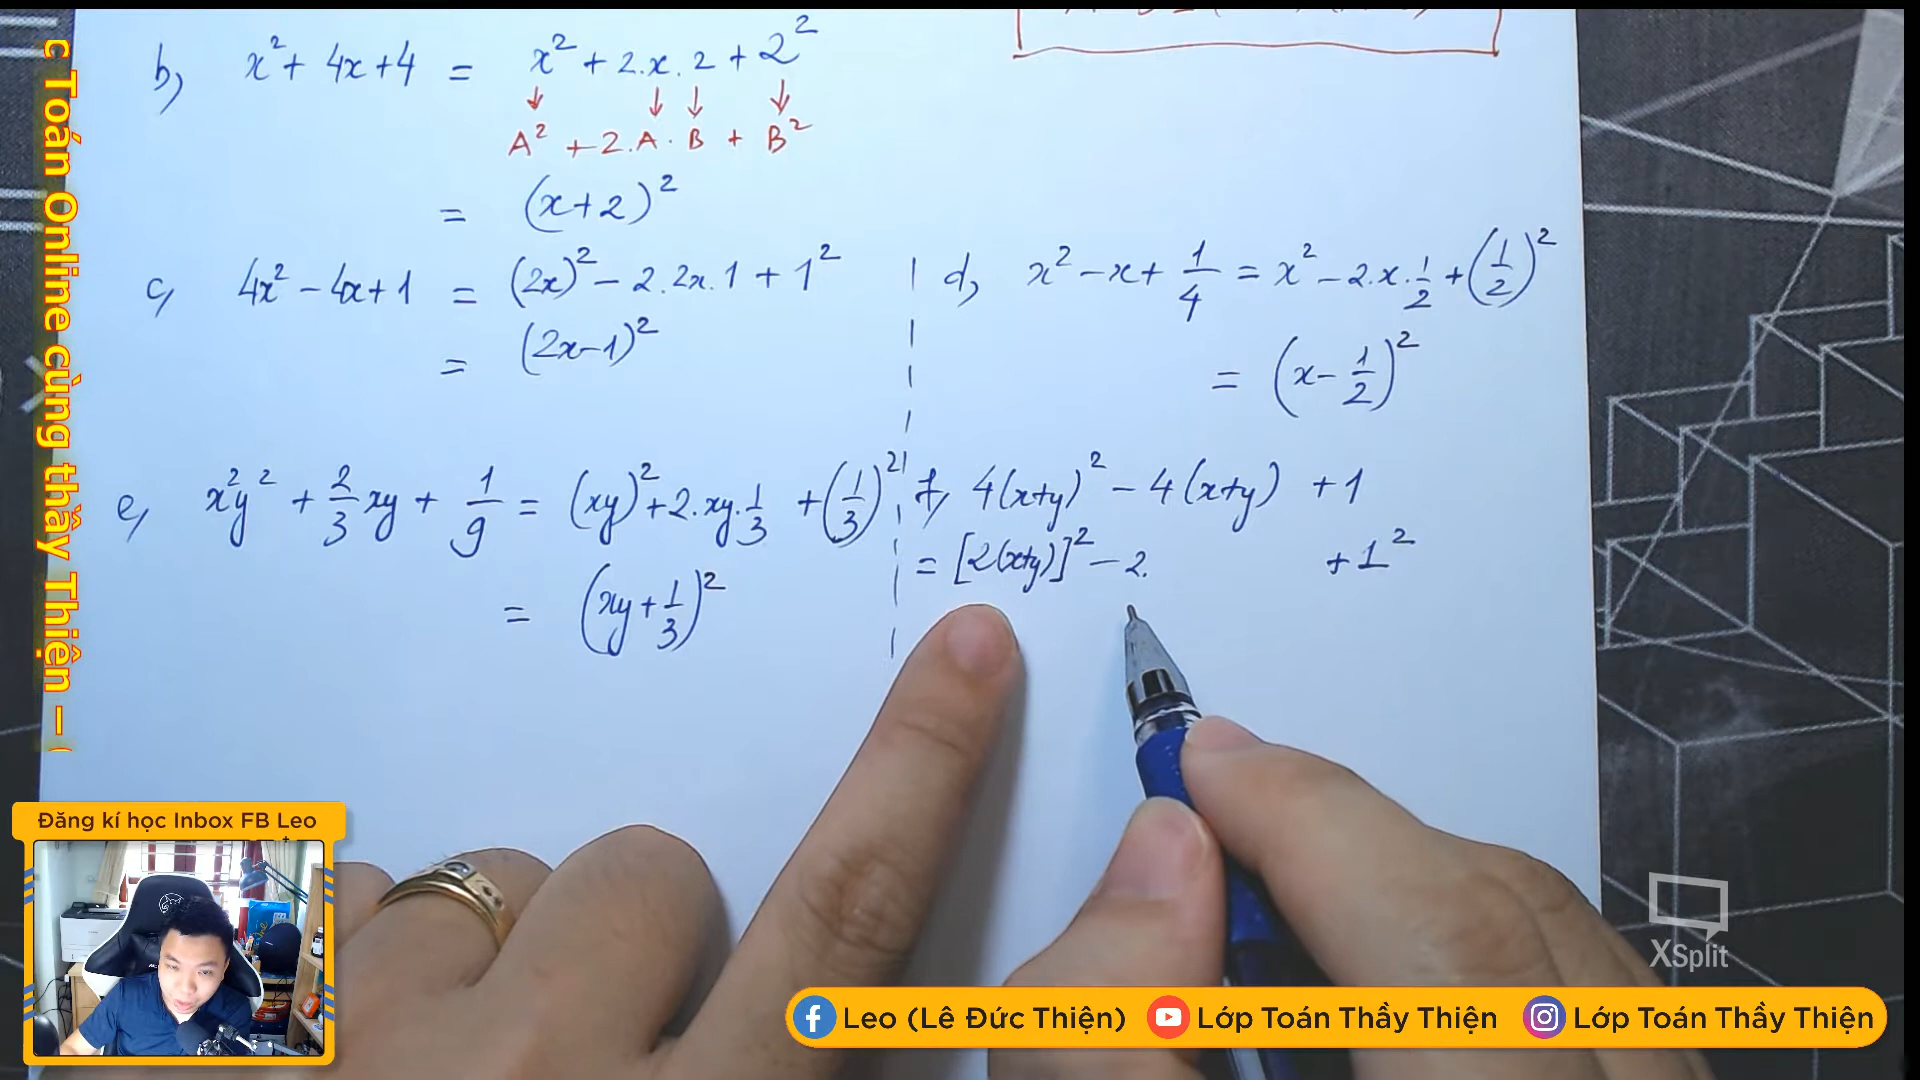 b, x² + 4x + 4 = x² + 2.x.2 + 2²
A² + 2.A.B + B²
= (x+2)²
c, 4x² - 4x + 1 = (2x)² - 2.2x.1 + 1²
= (2x-1)²
d, x² - x + 1/4 = x² - 2.x.1/2 + (1/2)²
= (x - 1/2)²
e, x²y² + 2/3 xy + 1/9 = (xy)² + 2.xy.1/3 + (1/3)²
= (xy + 1/3)²
f, 4(x+y)² - 4(x+y) + 1
= [2(x+y)]² - 2. + 1²
c Toán Online cùng thầy Thiện –
Đăng kí học Inbox FB Leo
XSplit
Leo (Lê Đức Thiện) Lớp Toán Thầy Thiện Lớp Toán Thầy Thiện